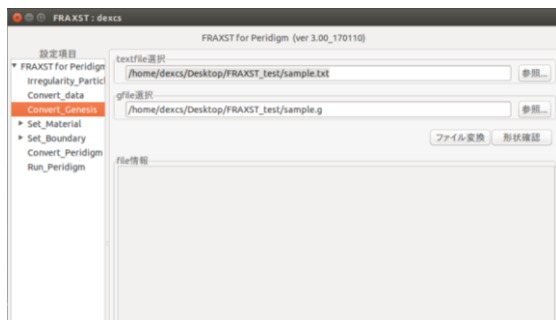 FRAXST : dexcs
FRAXST for Peridigm (ver 3.00_170110)
設定項目
FRAXST for Peridigm
Irregularity_Particl
Convert_data
Convert_Genesis
Set_Material
Set_Boundary
Convert_Peridigm
Run_Peridigm
textfile選択
/home/dexcs/Desktop/FRAXST_test/sample.txt
参照...
gfile選択
/home/dexcs/Desktop/FRAXST_test/sample.g
参照...
ファイル変換 形状確認
file情報